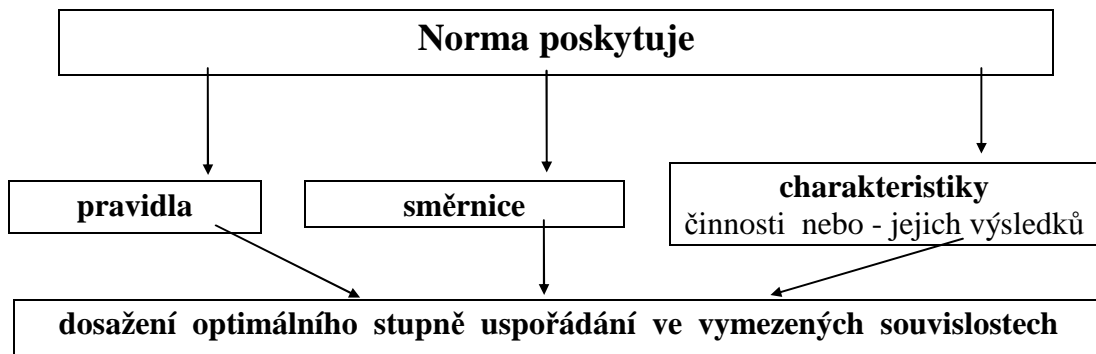 Norma poskytuje
pravidla
směrnice
charakteristiky
činnosti nebo - jejich výsledků
dosažení optimálního stupně uspořádání ve vymezených souvislostech